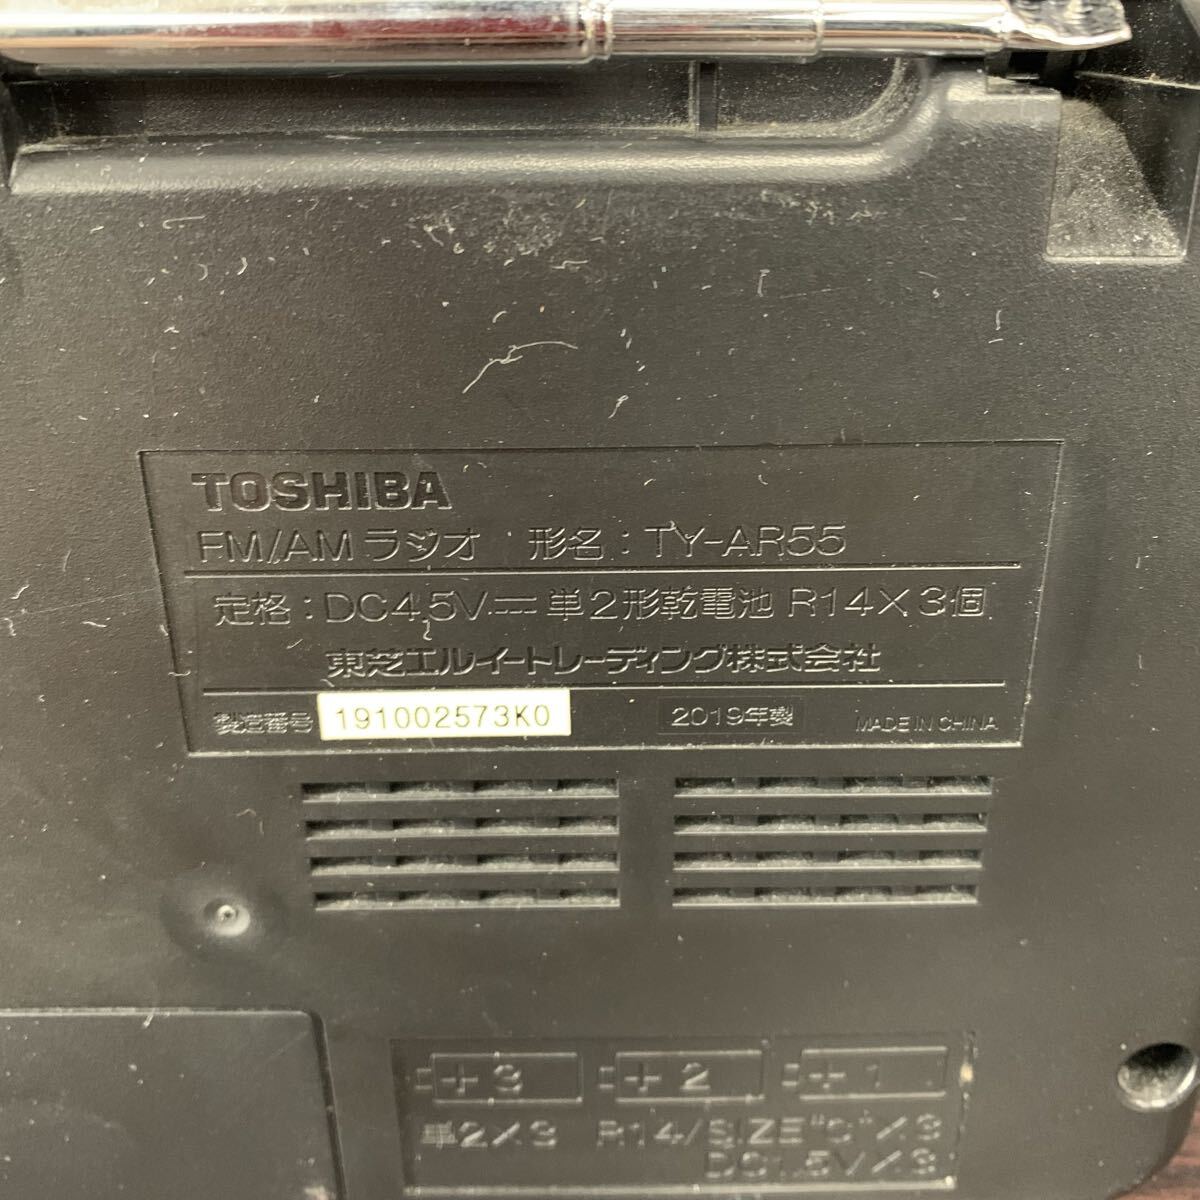 TOSHIBA
FM/AM ラジオ 形名：TY-AR55
定格：DC4.5V⎓単2形乾電池 R14×3個
東芝エルイートレーディング株式会社
製造番号 191002573K0 2019年製 MADE IN CHINA
+ 3 + 2 + 1
単2×3 R14/SIZE"C"×3
DC1.5V×3